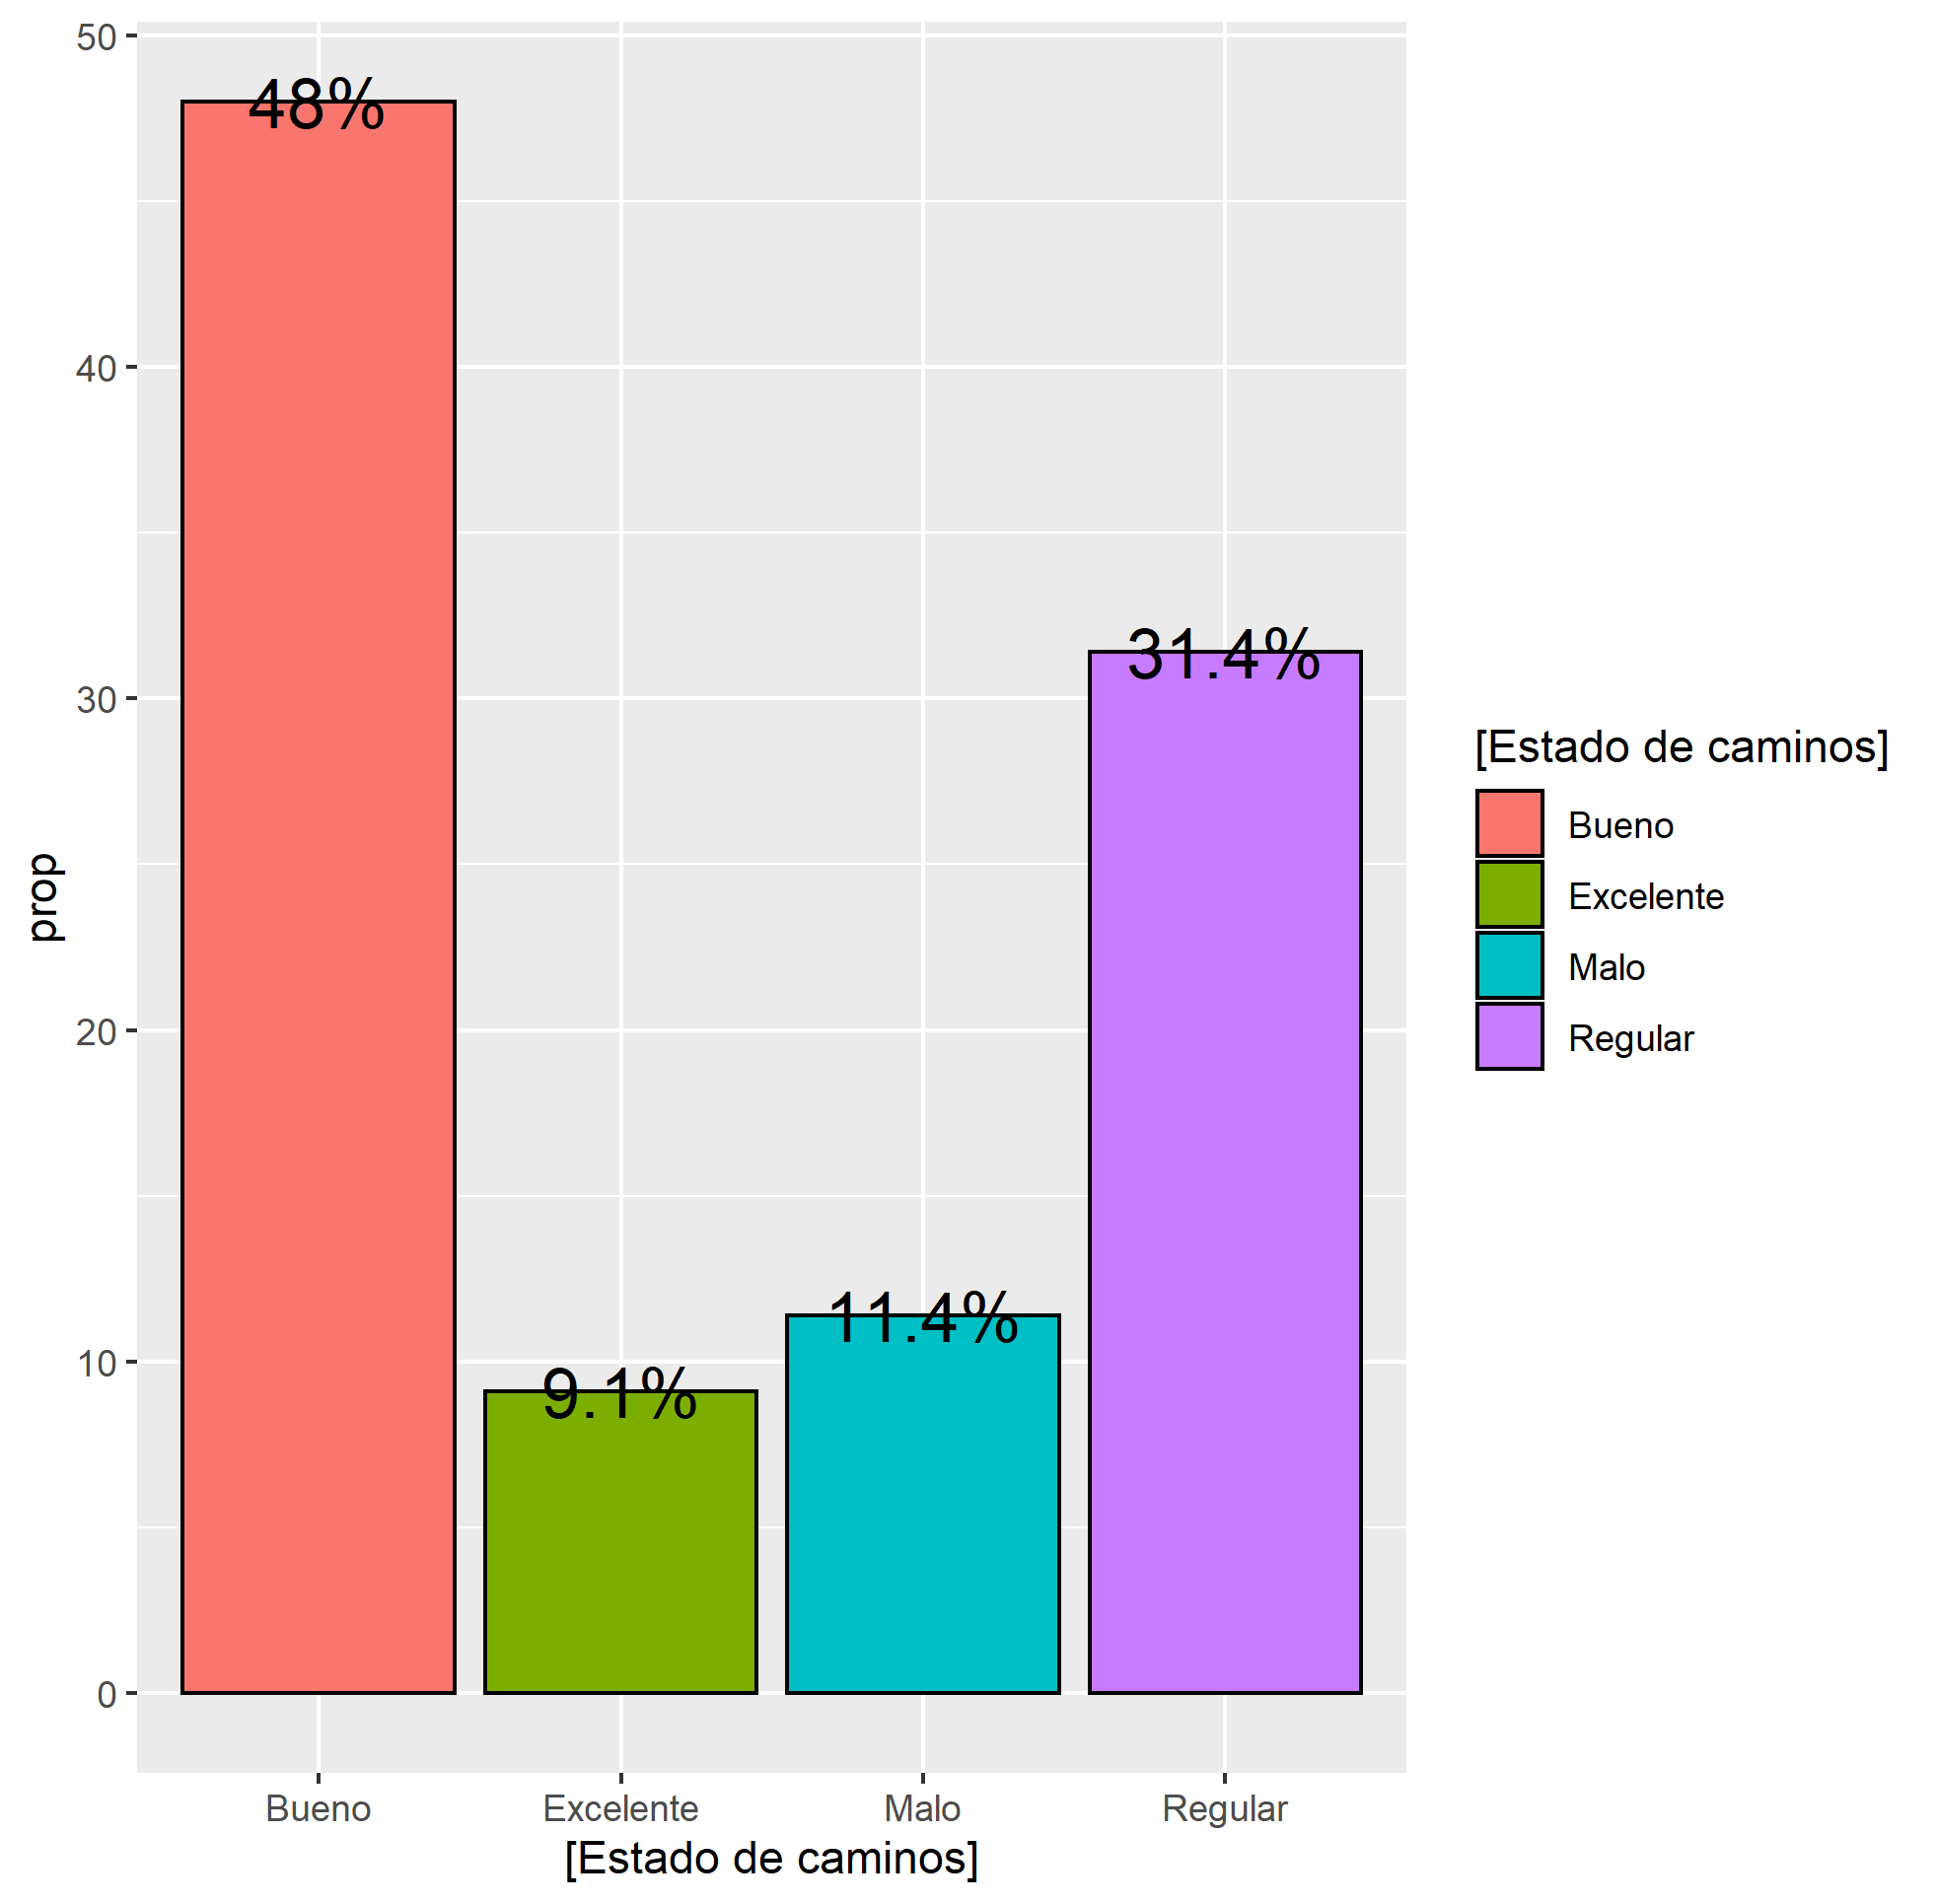 50
40
30
20
10
0
prop
48%
9.1%
11.4%
31.4%
Bueno
Excelente
Malo
Regular
[Estado de caminos]
[Estado de caminos]
Bueno
Excelente
Malo
Regular